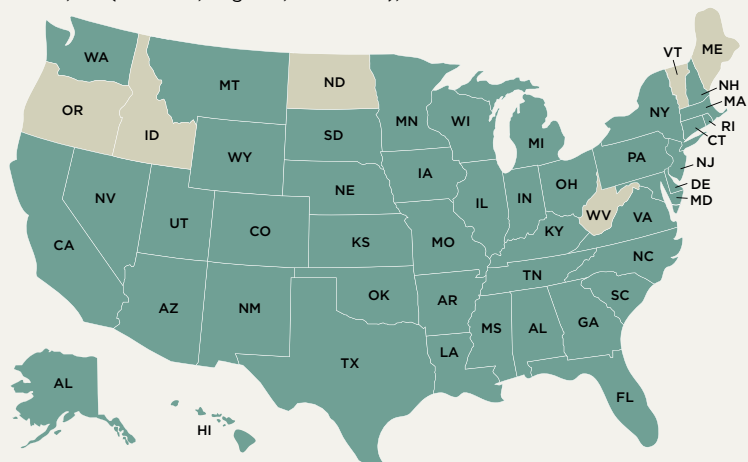 WA
MT
ND
OR
ID
SD
MN
WI
MI
NY
VT
ME
NH
MA
RI
CT
NJ
DE
MD
PA
WY
IA
NE
NV
UT
CO
CA
IL
IN
OH
WV
VA
KY
KS
MO
NC
TN
SC
AZ
NM
OK
AR
MS
AL
GA
LA
TX
FL
AL
HI